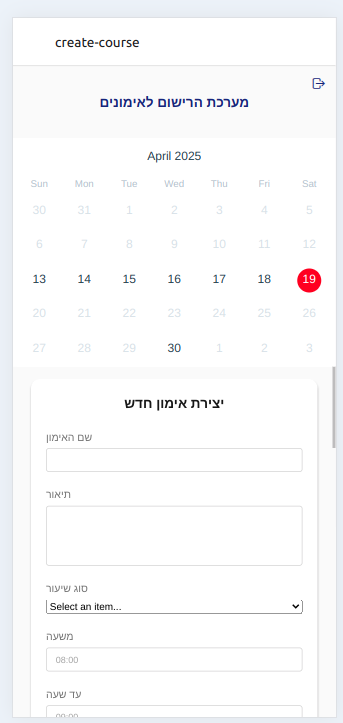 create-course
מערכת הרישום לאימונים
April 2025
Sun Mon Tue Wed Thu Fri Sat
30 31 1 2 3 4 5
6 7 8 9 10 11 12
13 14 15 16 17 18 19
20 21 22 23 24 25 26
27 28 29 30 1 2 3
יצירת אימון חדש
שם האימון
תיאור
סוג שיעור
Select an item...
משעה
08:00
עד שעה
09:00